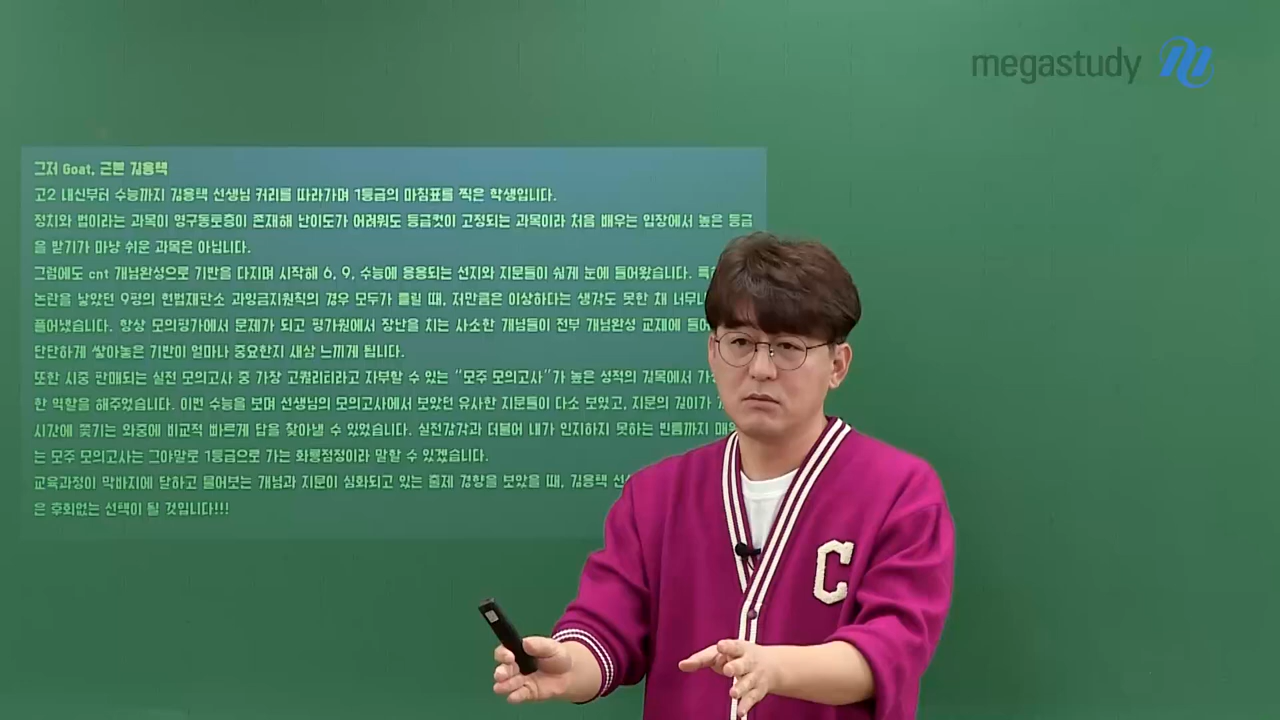 megastudy
그저 Goat, 근본 김용택
고2 내신부터 수능까지 김용택 선생님 커리를 따라가며 1등급의 마침표를 찍은 학생입니다.
정치와 법이라는 과목이 영구동토층이 존재해 난이도가 어려워도 등급컷이 고정되는 과목이라 처음 배우는 입장에서 높은 등급
을 받기가 마냥 쉬운 과목은 아닙니다.
그럼에도 cnt 개념완성으로 기반을 다지며 시작해 6, 9, 수능에 응용되는 선지와 지문들이 쉽게 눈에 들어왔습니다.
논란을 낳았던 9평의 헌법재판소 과잉금지원칙의 경우 모두가 틀릴 때, 저만큼은 이상하다는 생각도 못한 채 너무나
풀어냈습니다. 항상 모의평가에서 문제가 되고 평가원에서 장난을 치는 사소한 개념들이 전부 개념완성 교재에
단단하게 쌓아놓은 기반이 얼마나 중요한지 새삼 느끼게 됩니다.
또한 시중 판매되는 실전 모의고사 중 가장 고퀄리티라고 자부할 수 있는 "모주 모의고사"가 높은 성적의 길목에서
한 역할을 해주었습니다. 이번 수능을 보며 선생님의 모의고사에서 보았던 유사한 지문들이 다소 보였고, 지문의 길이가
시간에 쫓기는 와중에 비교적 빠르게 답을 찾아낼 수 있었습니다. 실전감각과 더불어 내가 인지하지 못하는 빈틈까지
는 모주 모의고사는 그야말로 1등급으로 가는 화룡점정이라 말할 수 있겠습니다.
교육과정이 막바지에 달하고 물어보는 개념과 지문이 심화되고 있는 출제 경향을 보았을 때, 김용택
은 후회없는 선택이 될 것입니다!!!
C